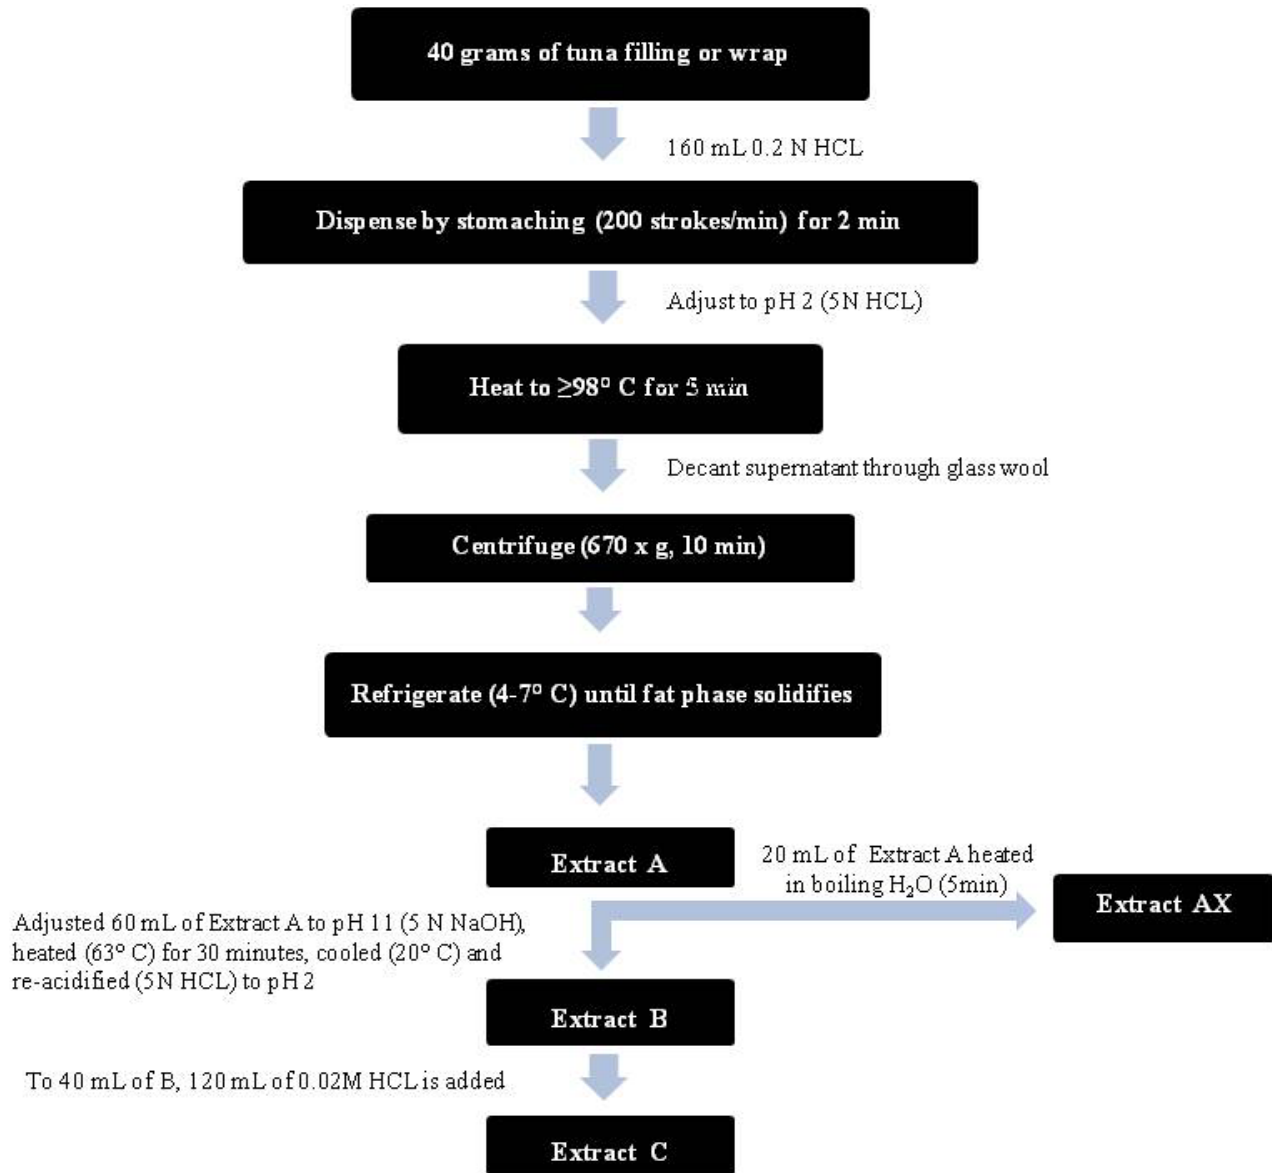 40 grams of tuna filling or wrap
160 mL 0.2 N HCL
Dispense by stomaching (200 strokes/min) for 2 min
Adjust to pH 2 (5N HCL)
Heat to ≥98° C for 5 min
Decant supernatant through glass wool
Centrifuge (670 x g, 10 min)
Refrigerate (4-7° C) until fat phase solidifies
Extract A
20 mL of Extract A heated
in boiling H₂O (5min)
Extract AX
Adjusted 60 mL of Extract A to pH 11 (5 N NaOH),
heated (63° C) for 30 minutes, cooled (20° C) and
re-acidified (5N HCL) to pH 2
Extract B
To 40 mL of B, 120 mL of 0.02M HCL is added
Extract C